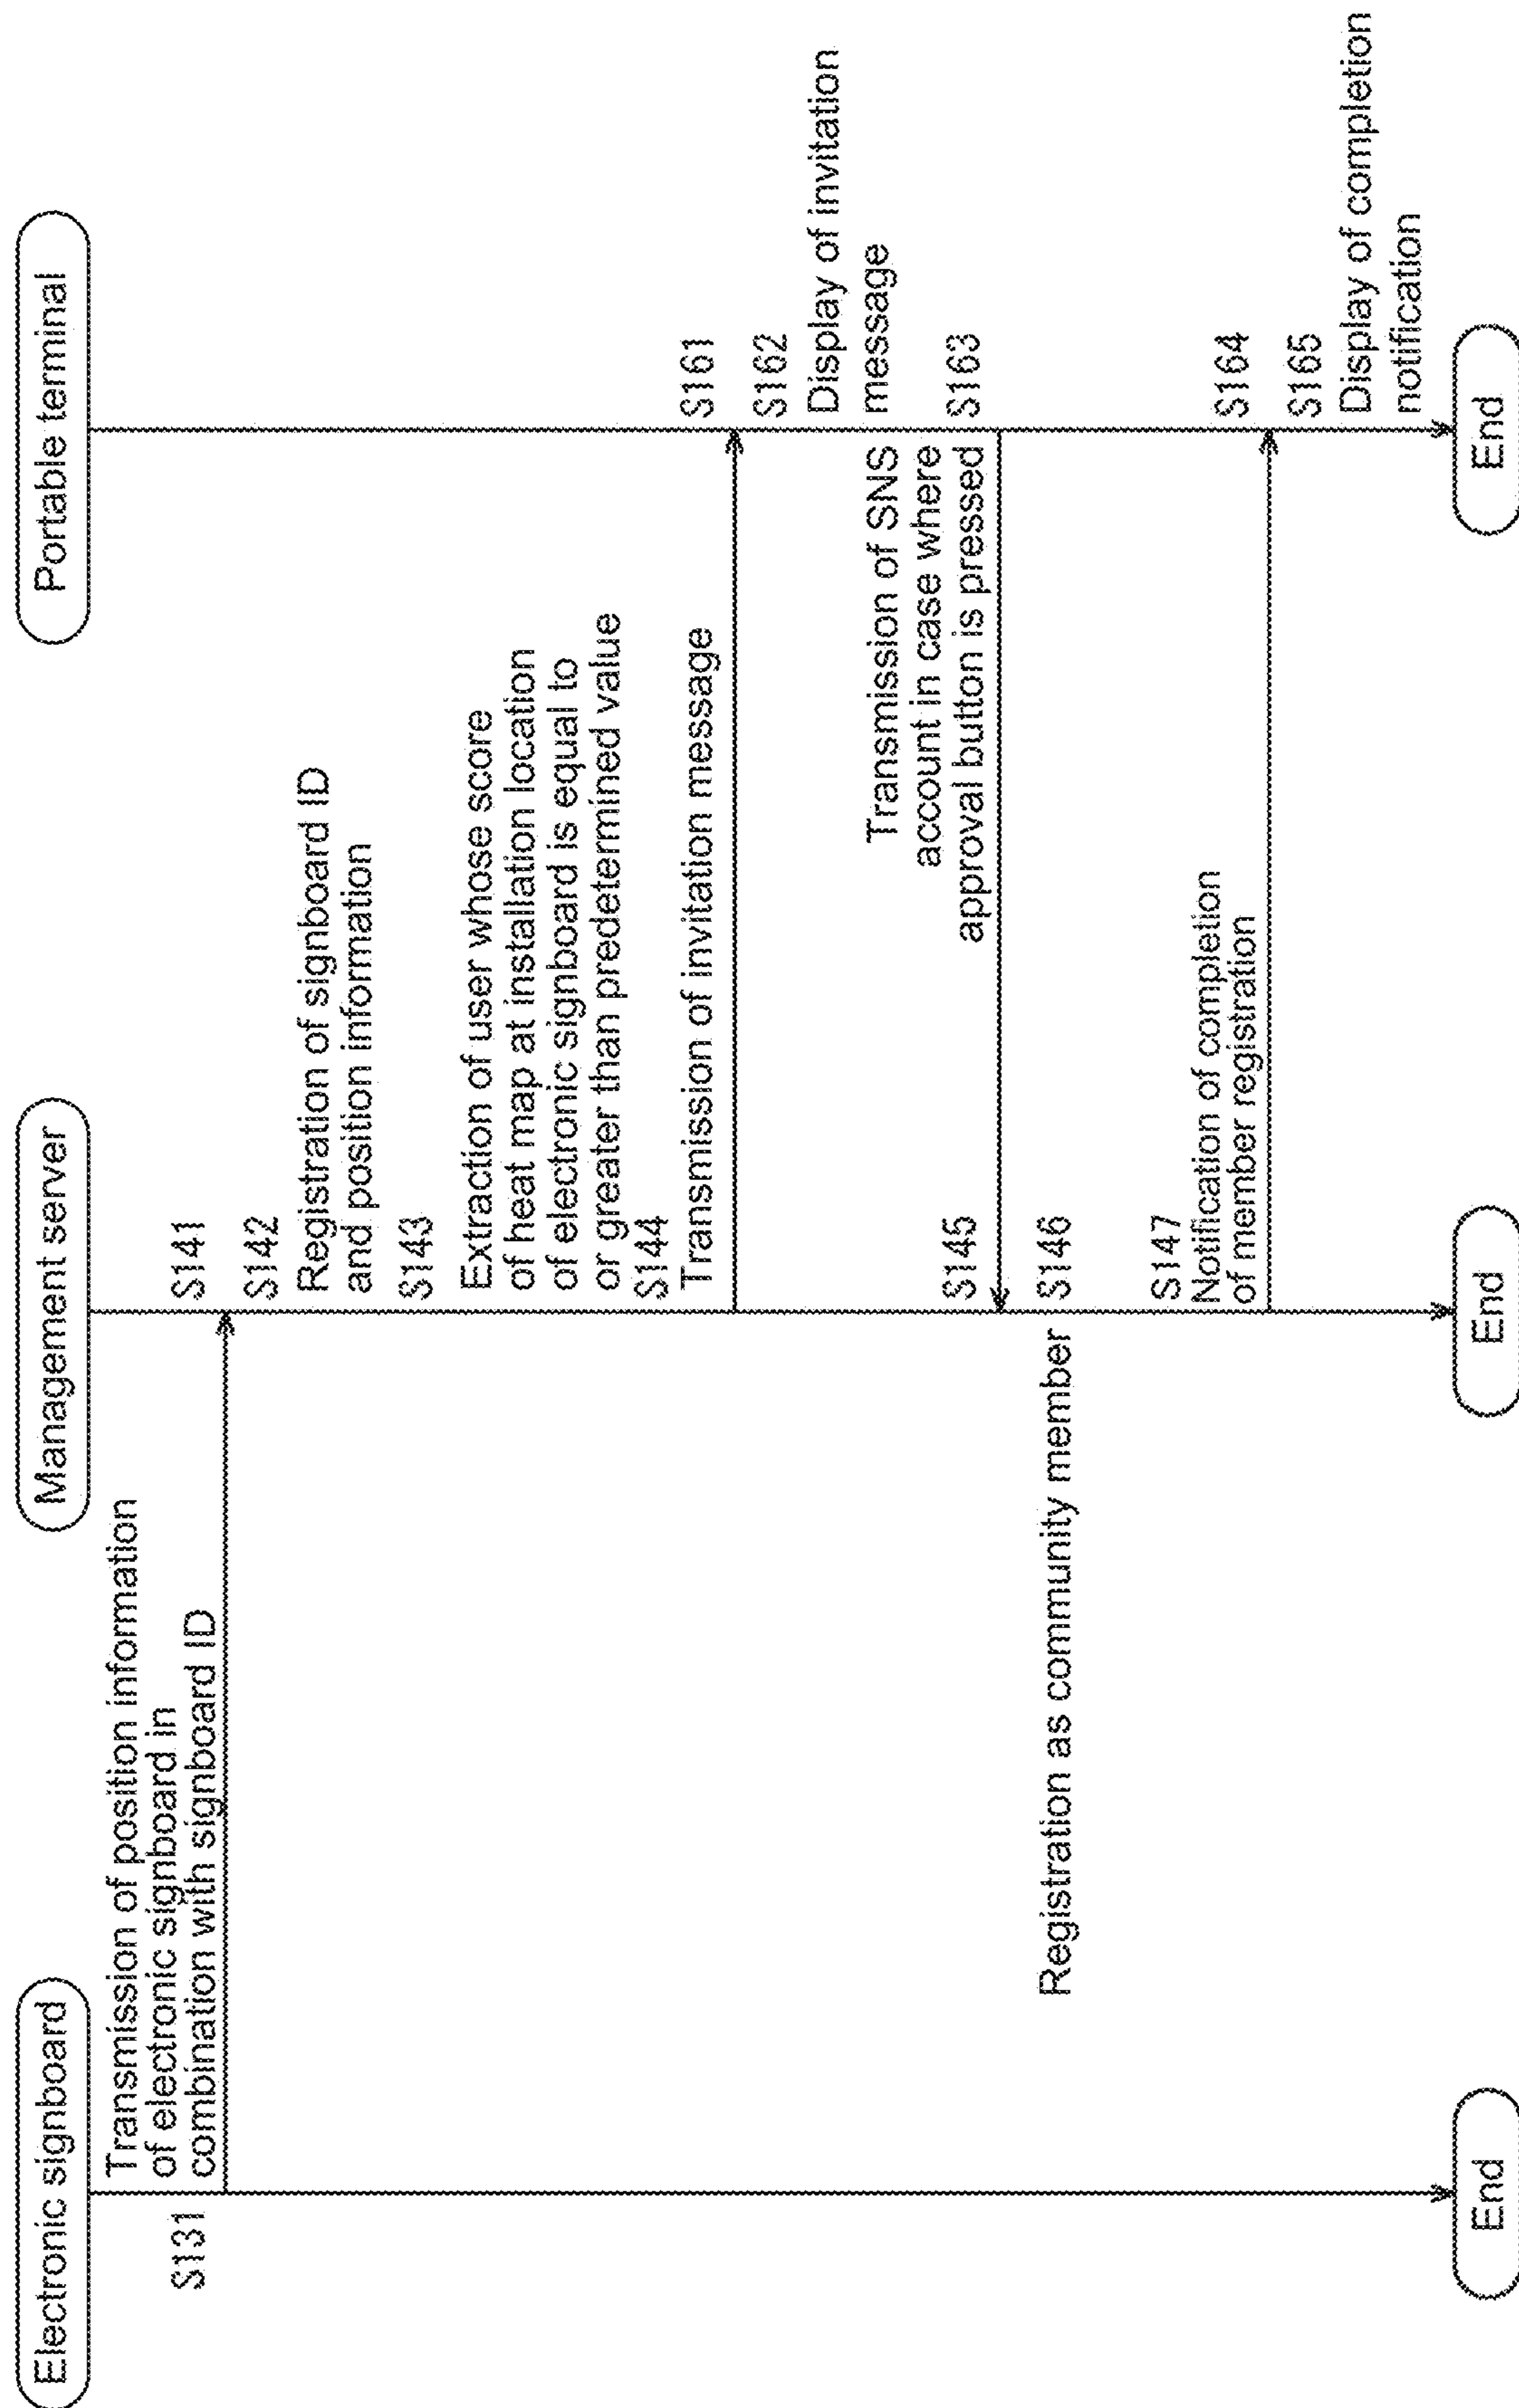 Electronic signboard
Management server
Portable terminal
S131
Transmission of position information
of electronic signboard in
combination with signboard ID
S141
S142
Registration of signboard ID
and position information
S143
Extraction of user whose score
of heat map at installation location
of electronic signboard is equal to
or greater than predetermined value
S144
Transmission of invitation message
S161
S162
Display of invitation
message
Transmission of SNS
account in case where
approval button is pressed
S163
S145
S146
Registration as community member
S147
Notification of completion
of member registration
S164
S165
Display of completion
notification
End
End
End